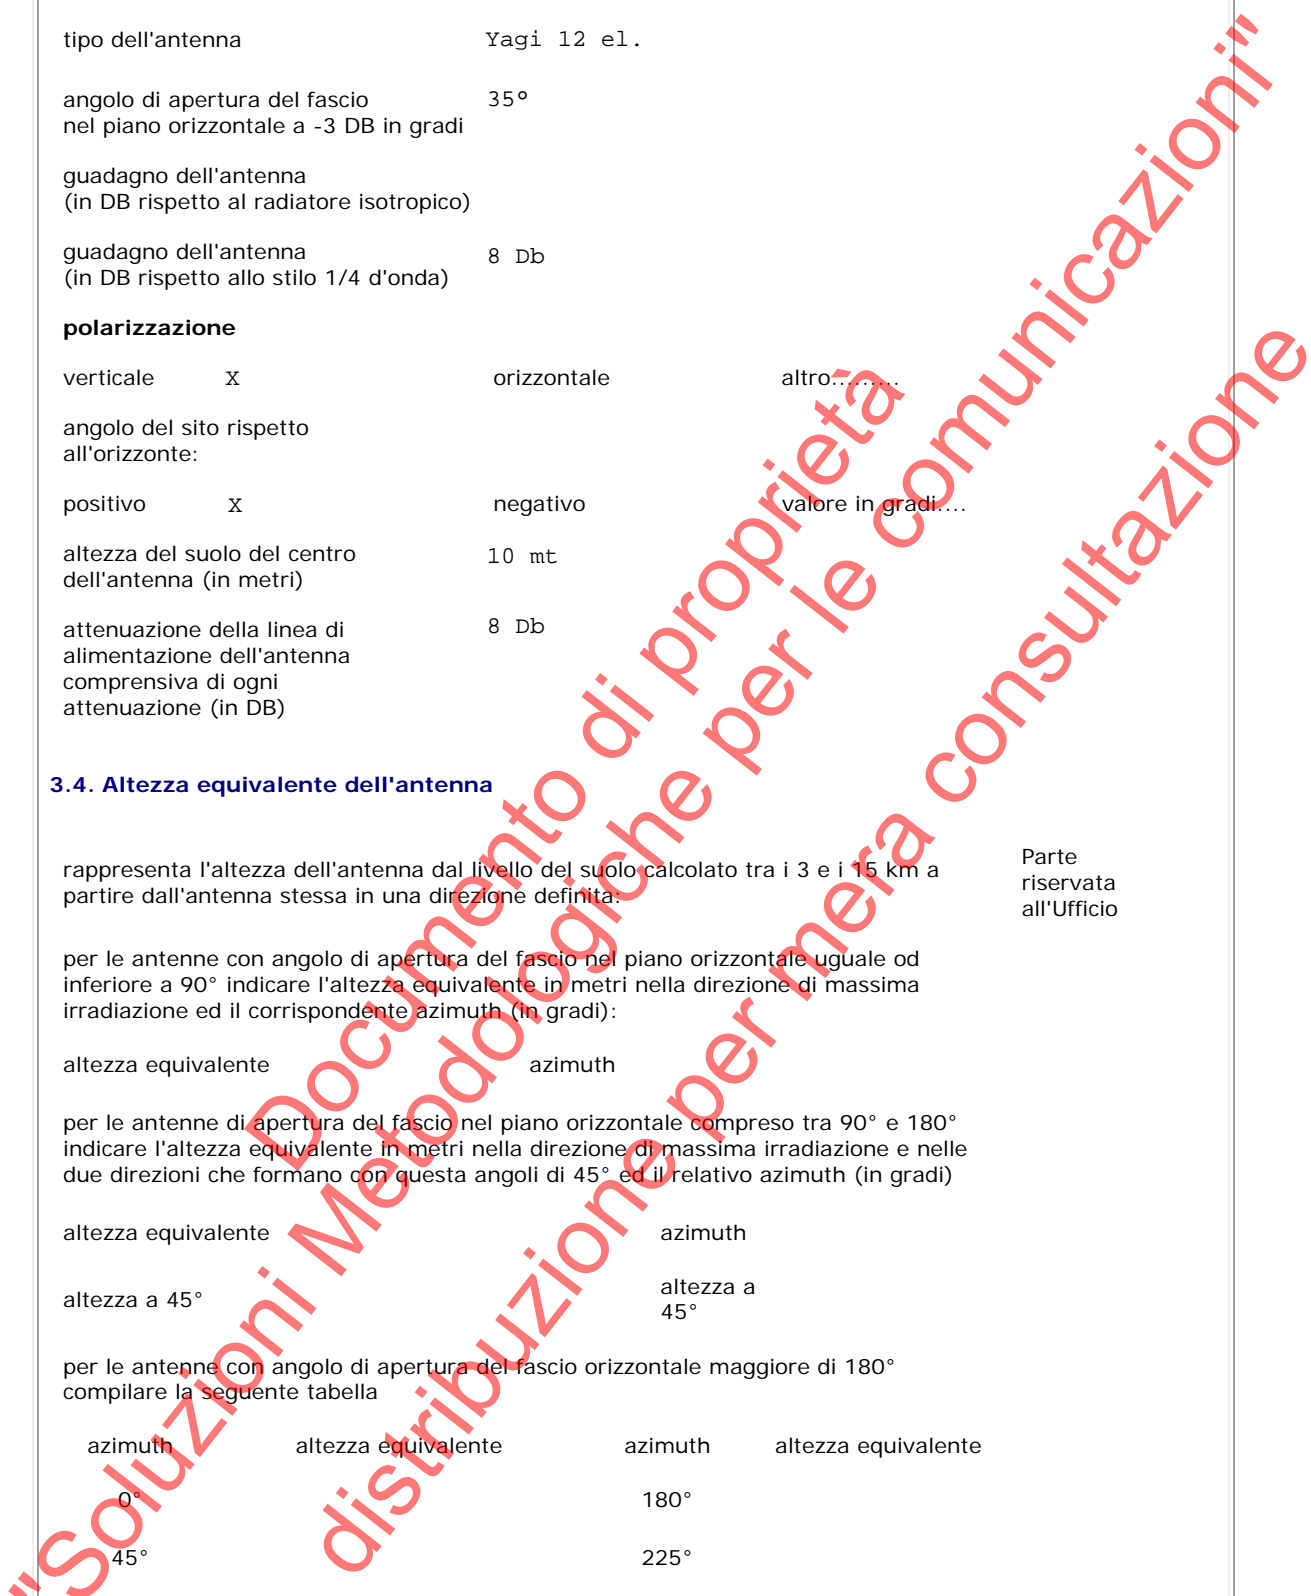 tipo dell'antenna Yagi 12 el.
angolo di apertura del fascio 35°
nel piano orizzontale a -3 DB in gradi
guadagno dell'antenna
(in DB rispetto al radiatore isotropico)
guadagno dell'antenna 8 Db
(in DB rispetto allo stilo 1/4 d'onda)
polarizzazione
verticale X orizzontale altro.........
angolo del sito rispetto
all'orizzonte:
positivo X negativo valore in gradi....
altezza del suolo del centro 10 mt
dell'antenna (in metri)
attenuazione della linea di 8 Db
alimentazione dell'antenna
comprensiva di ogni
attenuazione (in DB)
3.4. Altezza equivalente dell'antenna
rappresenta l'altezza dell'antenna dal livello del suolo calcolato tra i 3 e i 15 km a
partire dall'antenna stessa in una direzione definita:
Parte
riservata
all'Ufficio
per le antenne con angolo di apertura del fascio nel piano orizzontale uguale od
inferiore a 90° indicare l'altezza equivalente in metri nella direzione di massima
irradiazione ed il corrispondente azimuth (in gradi):
altezza equivalente azimuth
per le antenne di apertura del fascio nel piano orizzontale compreso tra 90° e 180°
indicare l'altezza equivalente in metri nella direzione di massima irradiazione e nelle
due direzioni che formano con questa angoli di 45° ed il relativo azimuth (in gradi)
altezza equivalente azimuth
altezza a 45° altezza a
45°
per le antenne con angolo di apertura del fascio orizzontale maggiore di 180°
compilare la seguente tabella
azimuth altezza equivalente azimuth altezza equivalente
0° 180°
45° 225°
Documento di proprietà
"Soluzioni Metodologiche per le comunicazioni"
distribuzione per mera consultazione